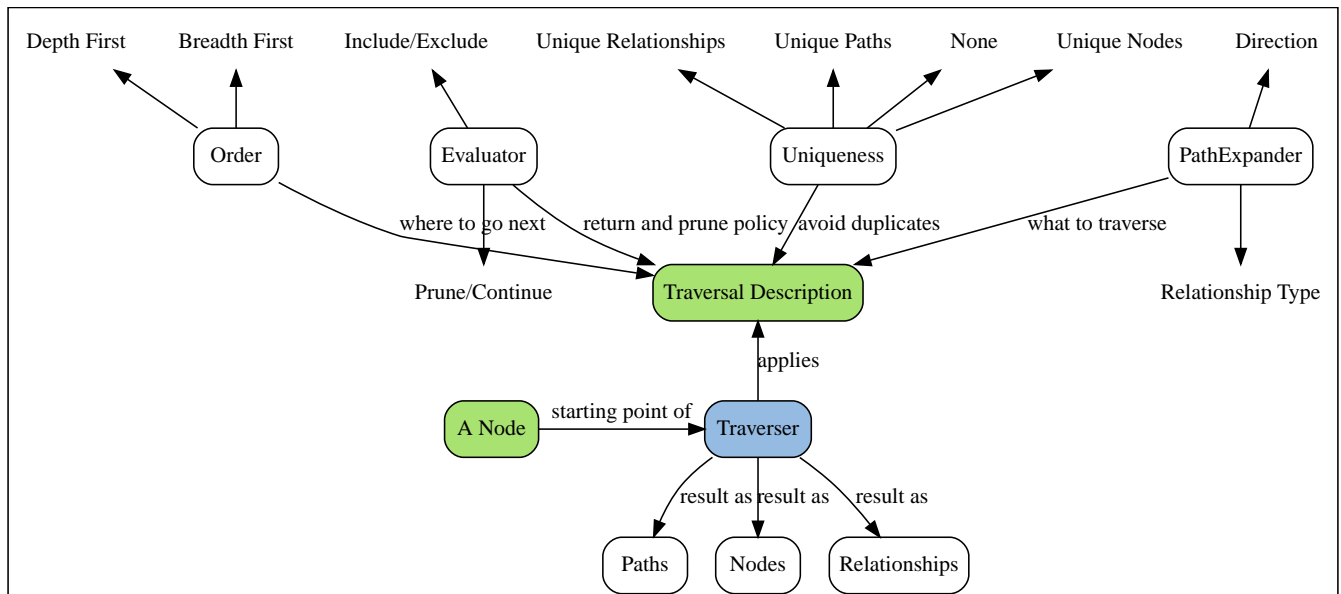 Depth First
Breadth First
Include/Exclude
Unique Relationships
Unique Paths
None
Unique Nodes
Direction
Order
Evaluator
Uniqueness
PathExpander
where to go next
return and prune policy
avoid duplicates
what to traverse
Prune/Continue
Traversal Description
Relationship Type
applies
A Node
starting point of
Traverser
result as
result as
result as
Paths
Nodes
Relationships